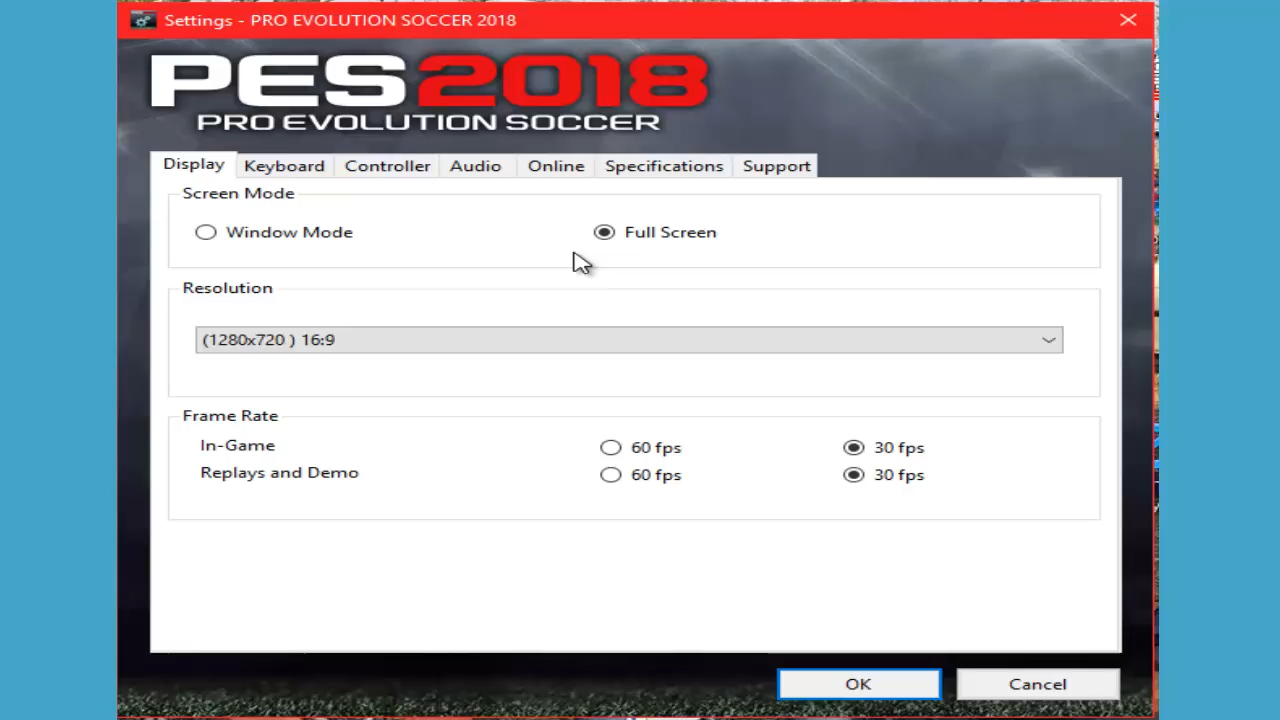 Settings - PRO EVOLUTION SOCCER 2018
PES2018
PRO EVOLUTION SOCCER
Display Keyboard Controller Audio Online Specifications Support
Screen Mode
Window Mode Full Screen
Resolution
(1280x720 ) 16:9
Frame Rate
In-Game 60 fps 30 fps
Replays and Demo 60 fps 30 fps
OK Cancel